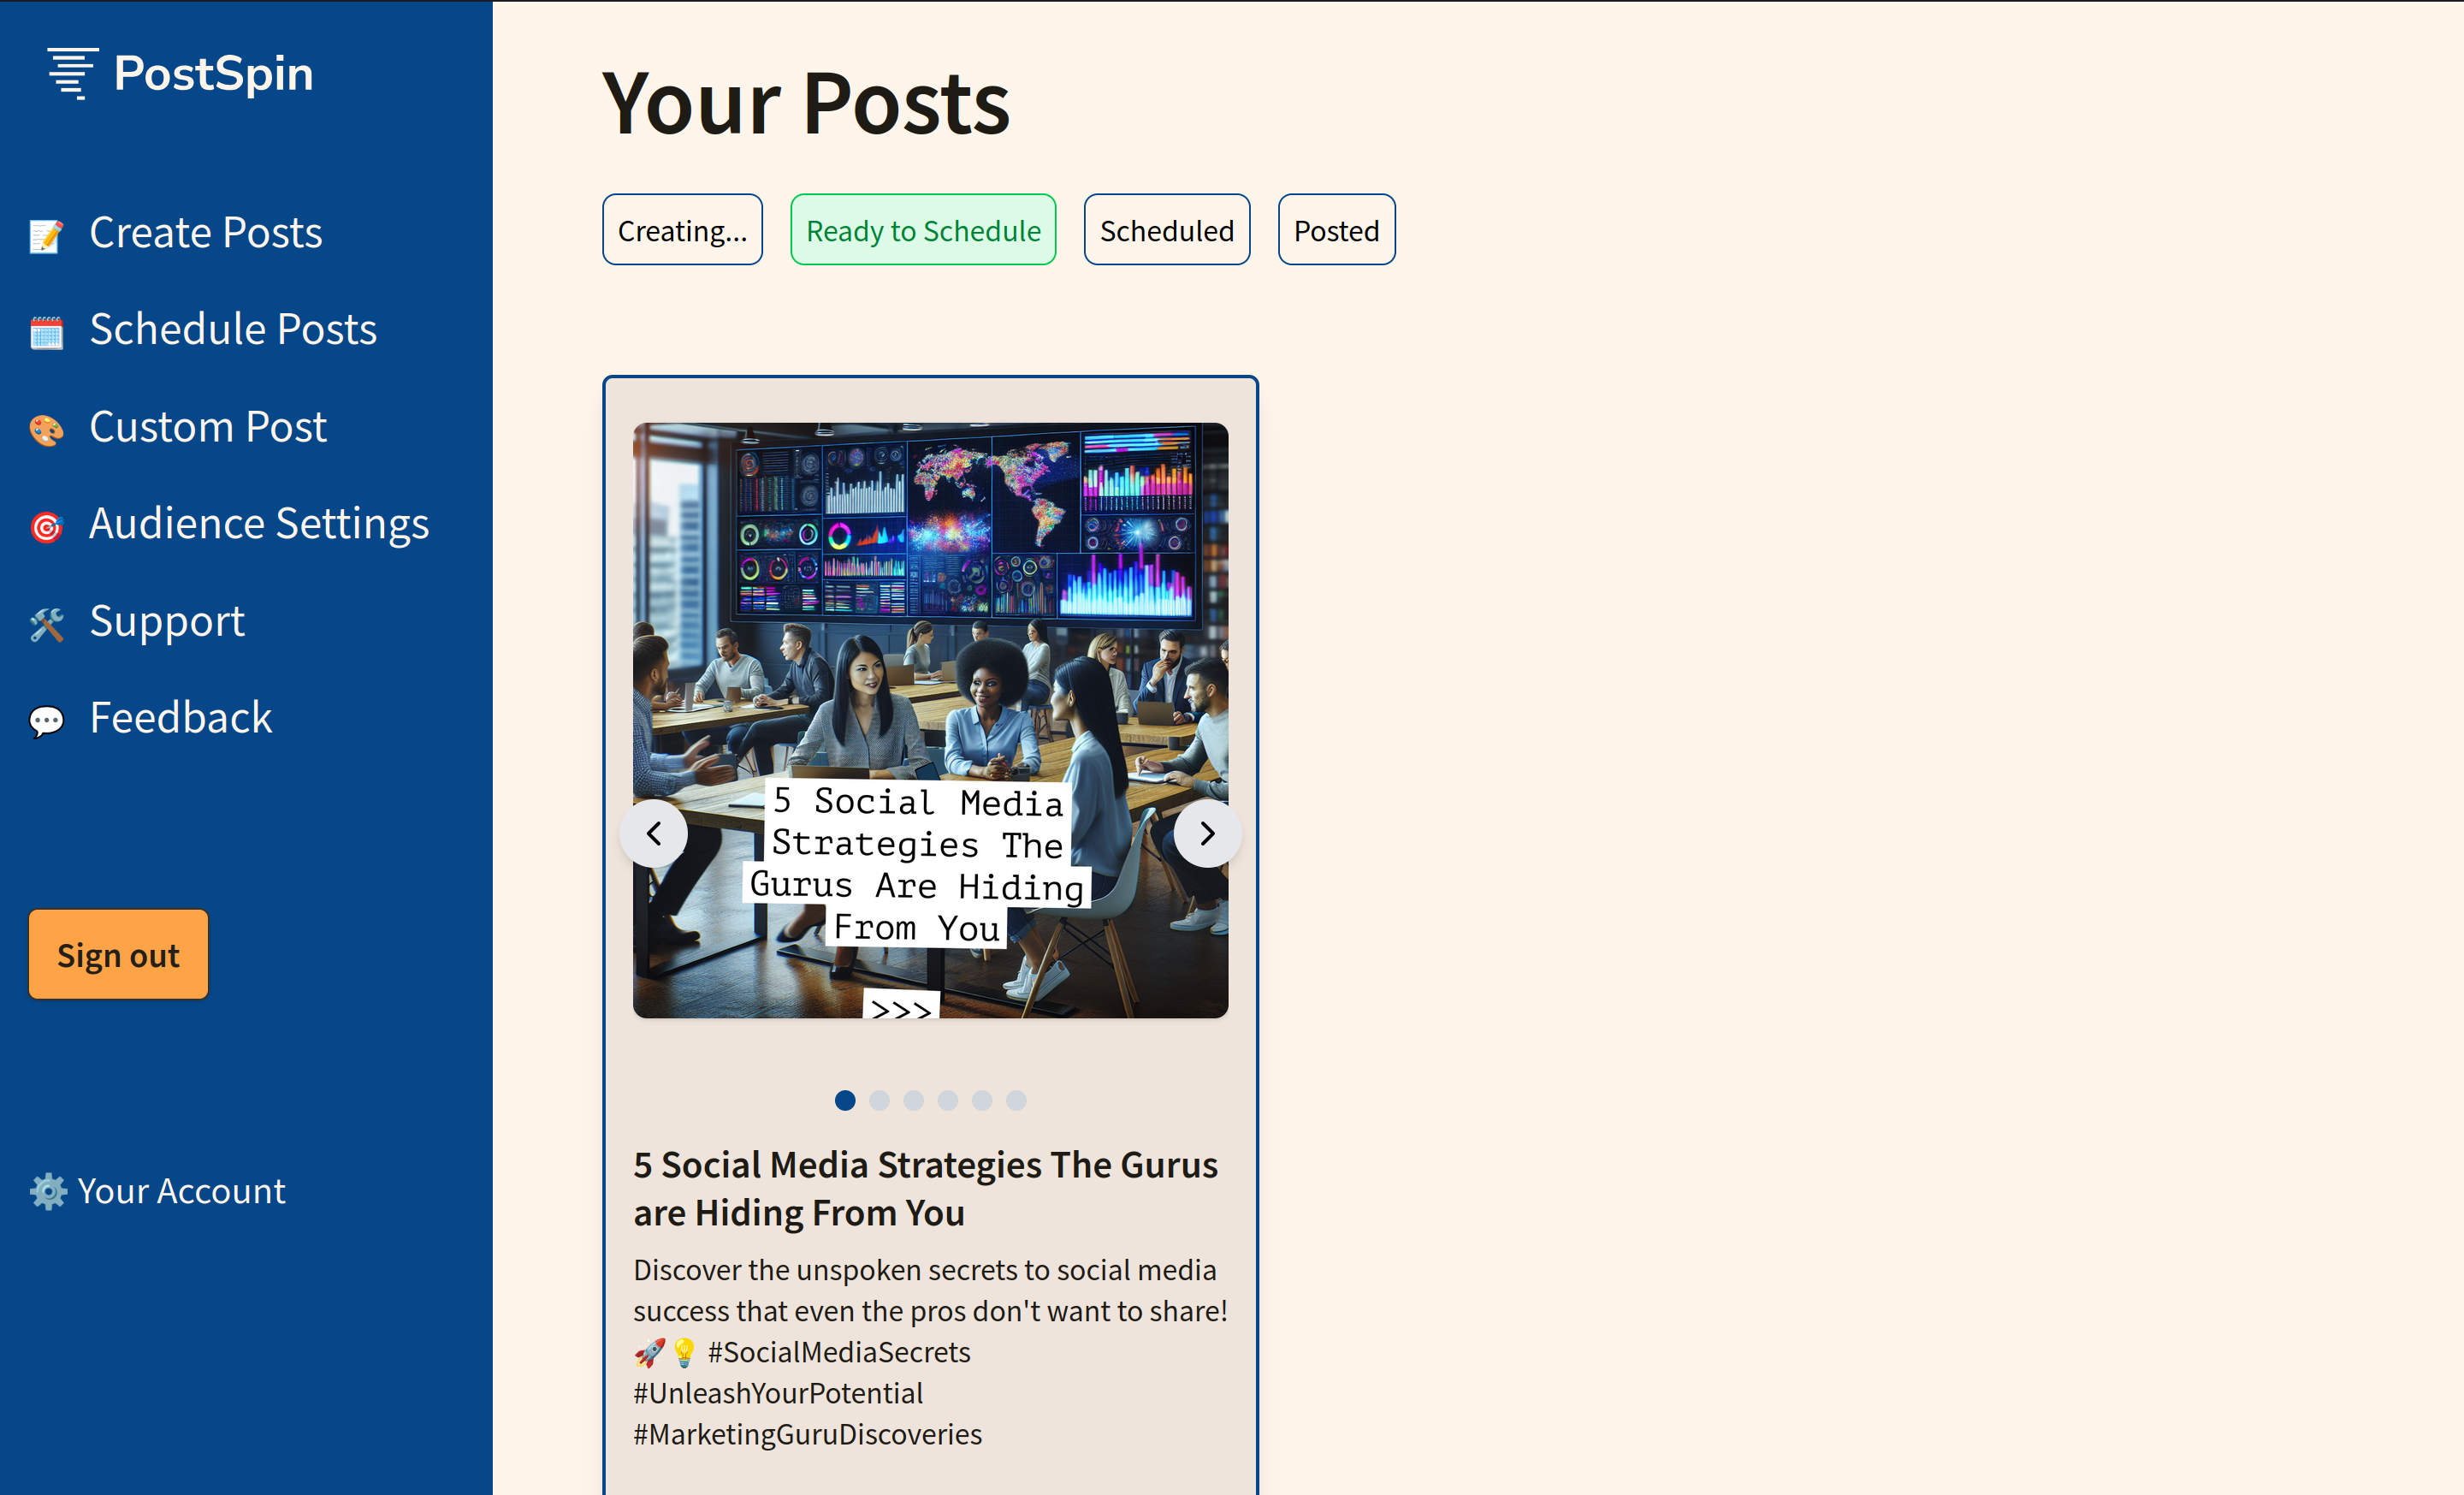 PostSpin
📝 Create Posts
🗓️ Schedule Posts
🎨 Custom Post
🎯 Audience Settings
🛠️ Support
💬 Feedback
Sign out
⚙️ Your Account
Your Posts
Creating...
Ready to Schedule
Scheduled
Posted
5 Social Media
Strategies The
Gurus Are Hiding
From You
>>>
5 Social Media Strategies The Gurus
are Hiding From You
Discover the unspoken secrets to social media
success that even the pros don't want to share!
🚀💡 #SocialMediaSecrets
#UnleashYourPotential
#MarketingGuruDiscoveries